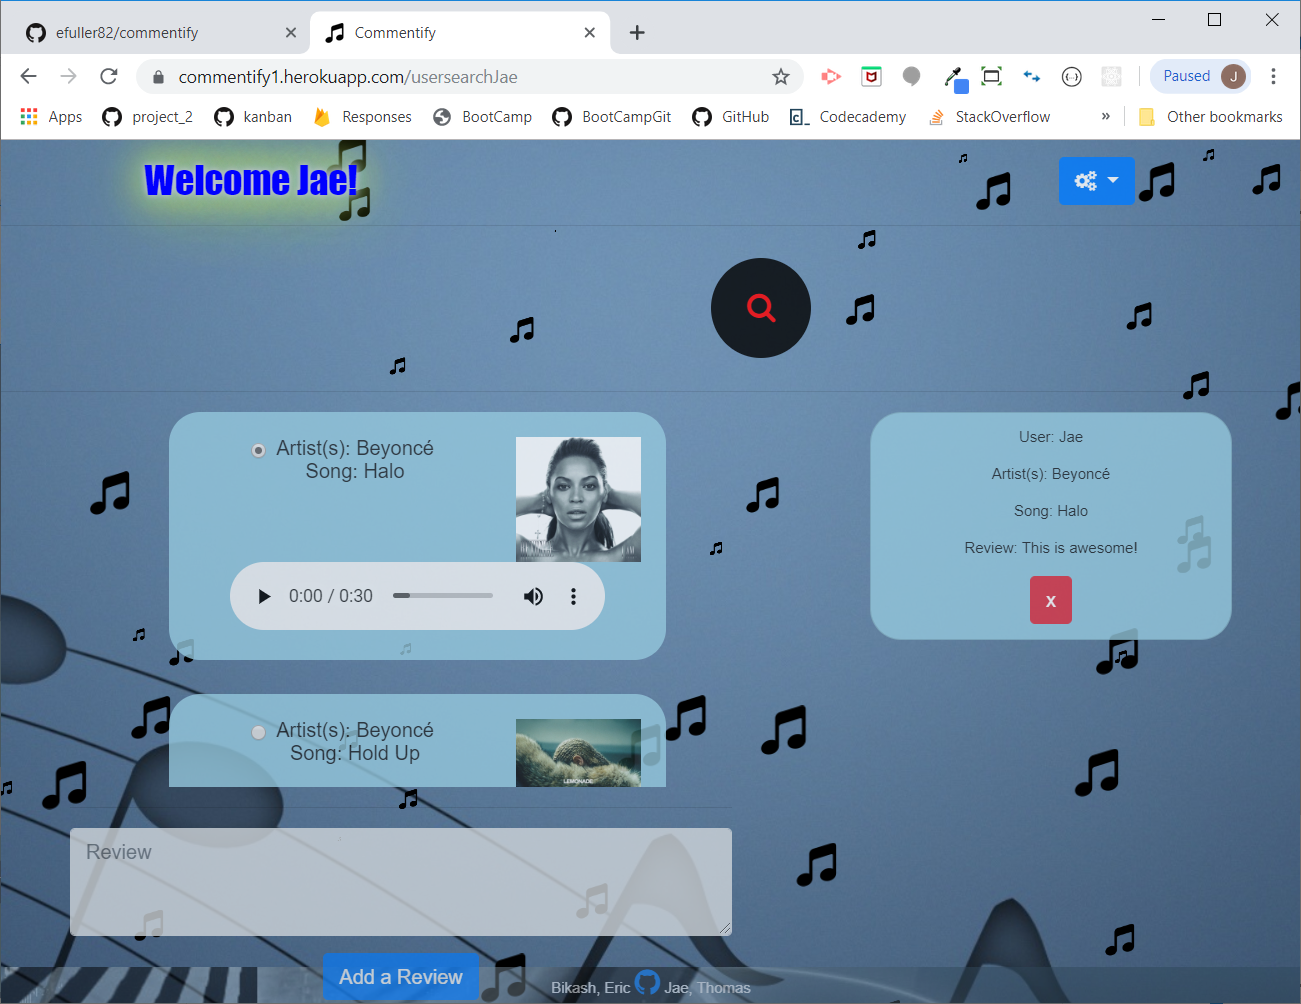 efuller82/commentify
Commentify
commentify1.herokuapp.com/usersearchJae
Paused
J
Apps
project_2
kanban
Responses
BootCamp
BootCampGit
GitHub
Codecademy
StackOverflow
»
Other bookmarks
Welcome Jae!
Artist(s): Beyoncé
Song: Halo
0:00 / 0:30
User: Jae
Artist(s): Beyoncé
Song: Halo
Review: This is awesome!
X
Artist(s): Beyoncé
Song: Hold Up
LEMONADE
Review
Add a Review
Bikash, Eric Jae, Thomas